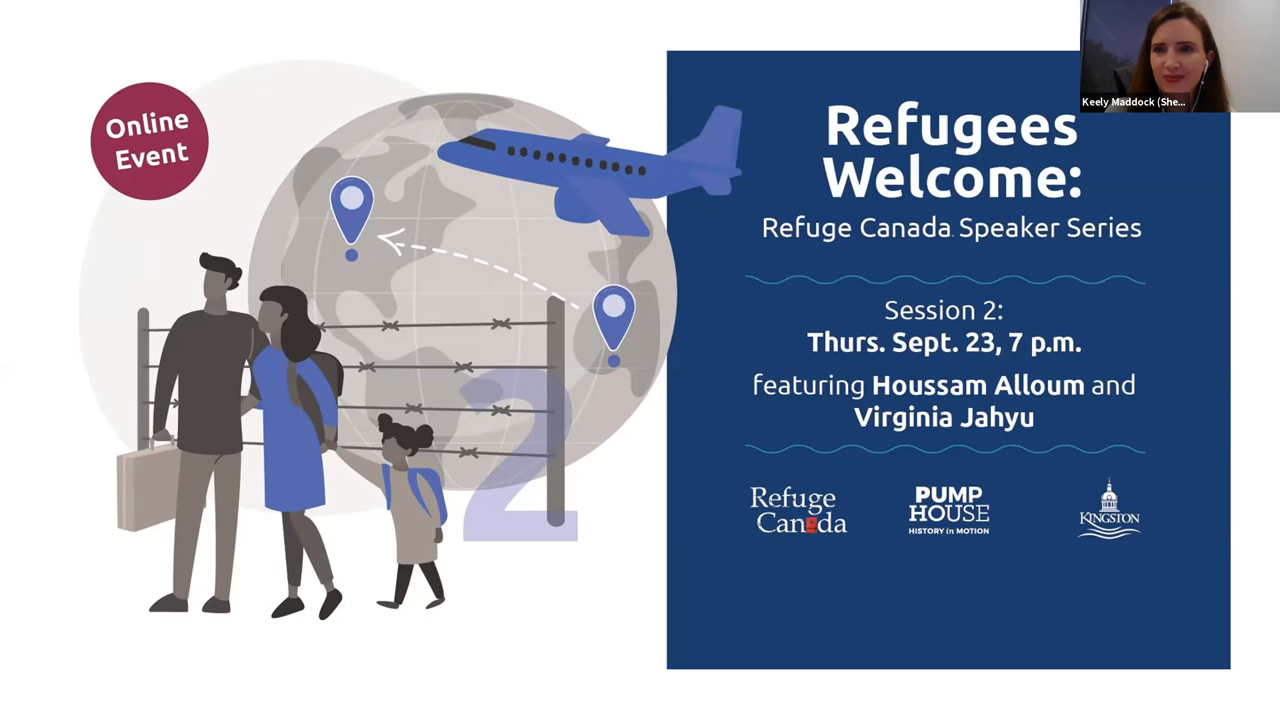 Online
Event
2
Refugees
Welcome:
Refuge Canada Speaker Series
Session 2:
Thurs. Sept. 23, 7 p.m.
featuring Houssam Alloum and
Virginia Jahyu
Refuge
Canada
PUMP
HOUSE
HISTORY in MOTION
KINGSTON
Keely Maddock (She...